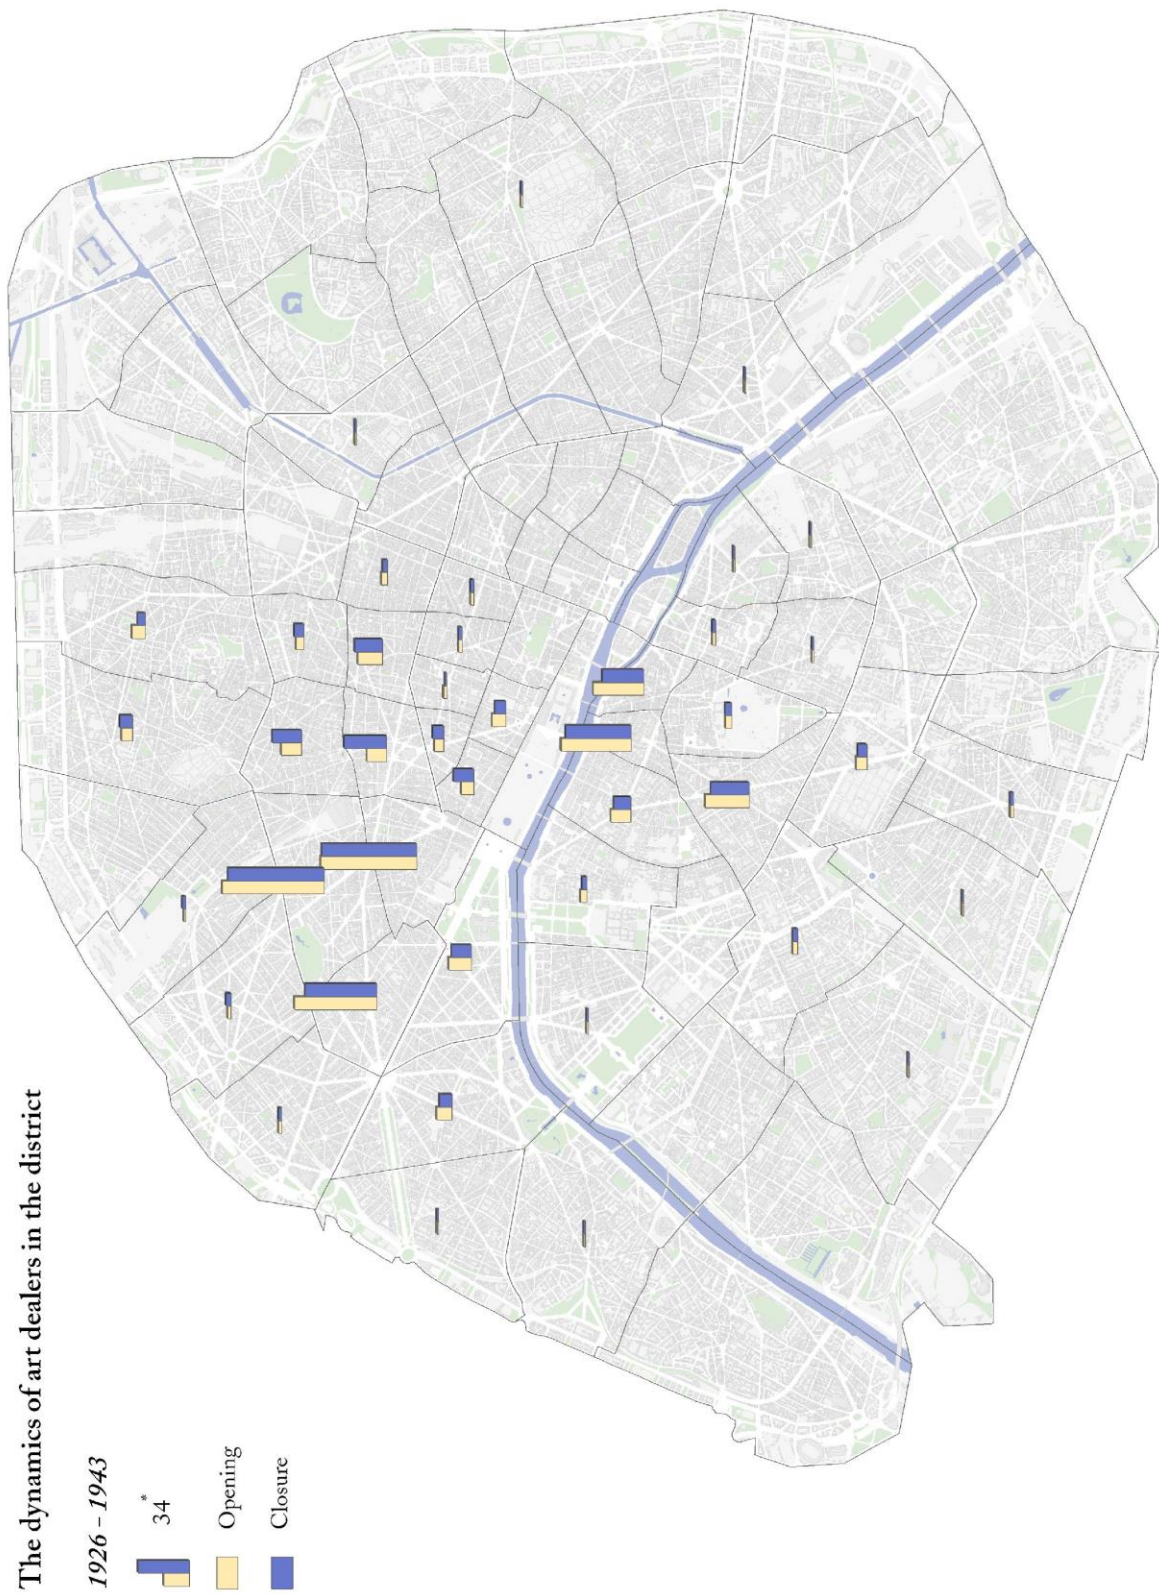 The dynamics of art dealers in the district
1926 – 1943
34*
Opening
Closure